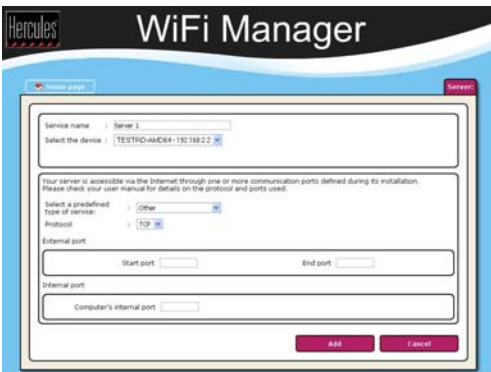 Hercules
WiFi Manager
Home page
Server:
Service name : Server 1
Select the device : TESTRD-AMD64-192.168.2.2
Your server is accessible via the Internet through one or more communication ports defined during its installation.
Please check your user manual for details on the protocol and ports used.
Select a predefined
type of service: : Other
Protocol : TCP
External port
Start port
End port
Internal port
Computer's internal port
Add
Cancel